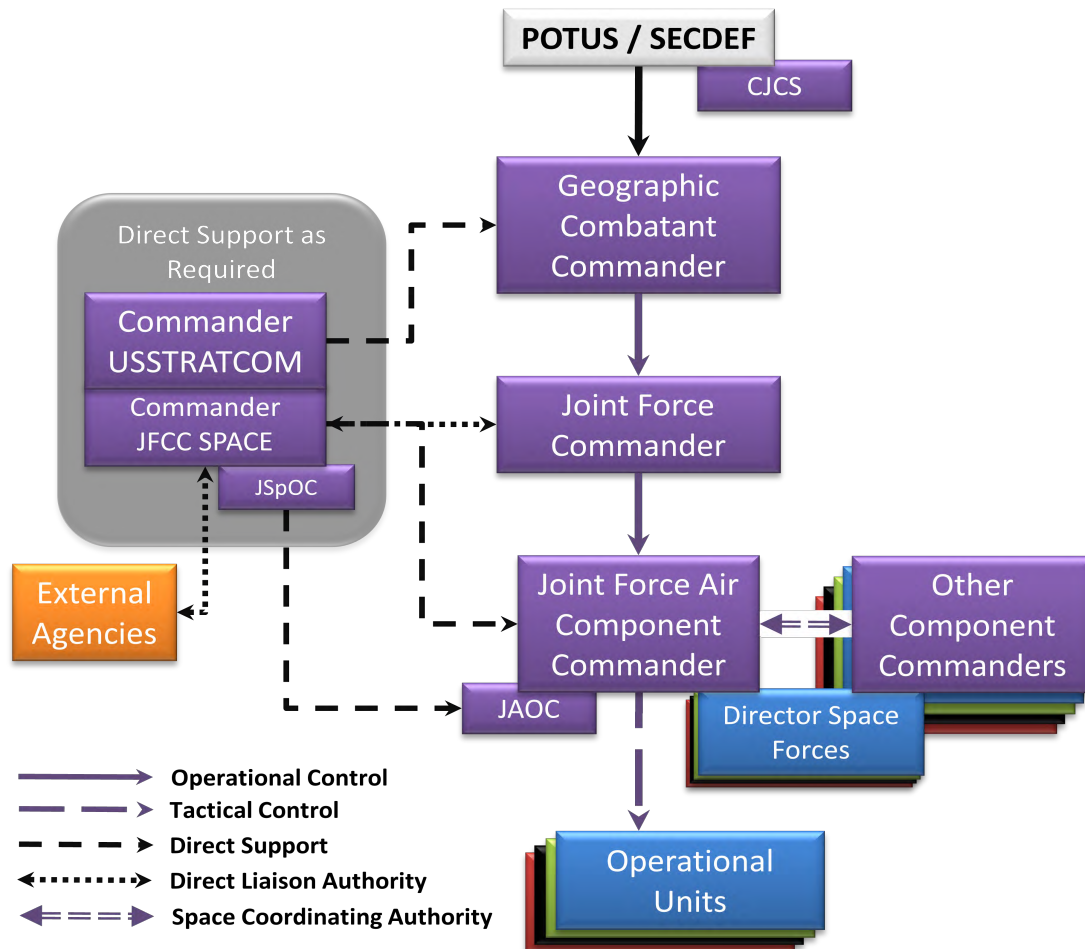 POTUS / SECDEF
CJCS
Geographic
Combatant
Commander
Direct Support as
Required
Commander
USSTRATCOM
Commander
JFCC SPACE
JSpOC
Joint Force
Commander
External
Agencies
Joint Force Air
Component
Commander
JAOC
Other
Component
Commanders
Director Space
Forces
Operational Control
Tactical Control
Direct Support
Direct Liaison Authority
Space Coordinating Authority
Operational
Units